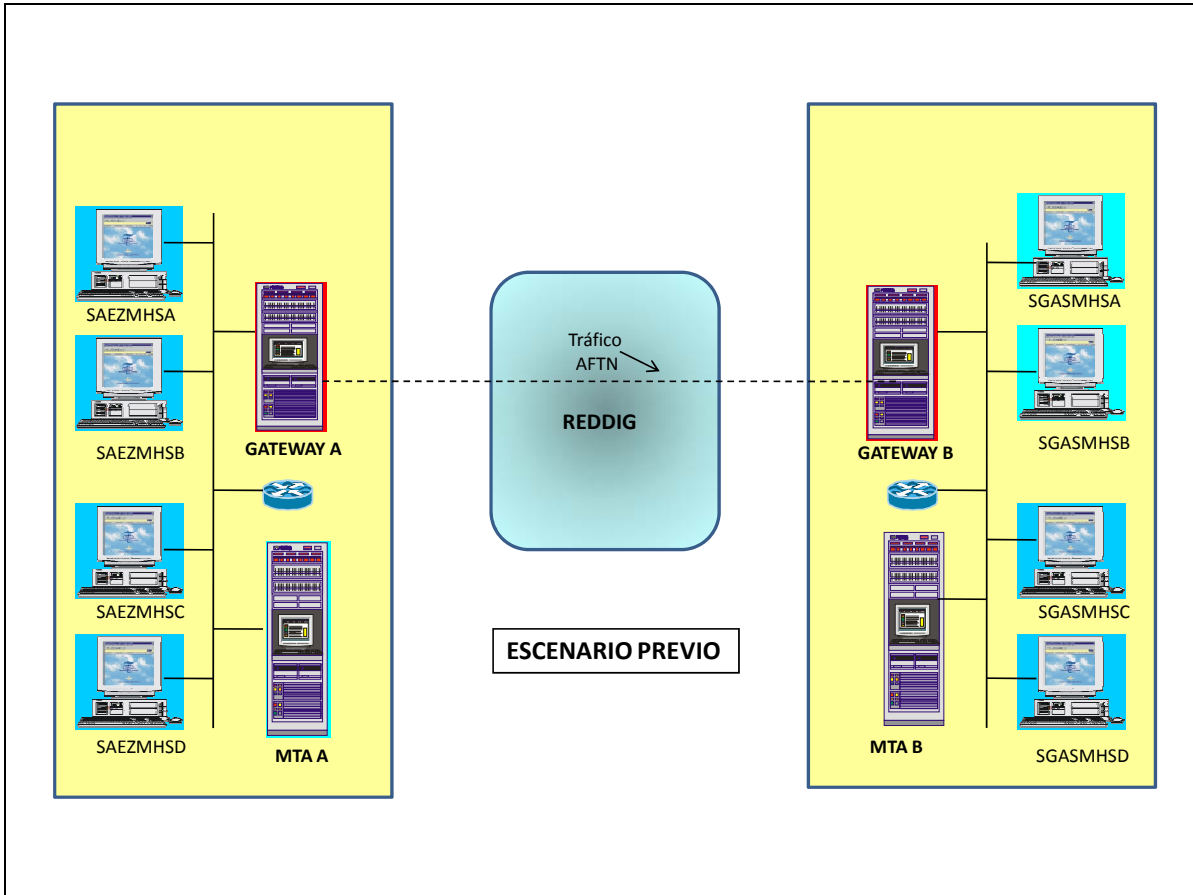 SAEZMHSA
SAEZMHSB
GATEWAY A
SAEZMHSC
SAEZMHSD
MTA A
Tráfico
AFTN
REDDIG
ESCENARIO PREVIO
SGASMHSA
SGASMHSB
GATEWAY B
SGASMHSC
MTA B
SGASMHSD